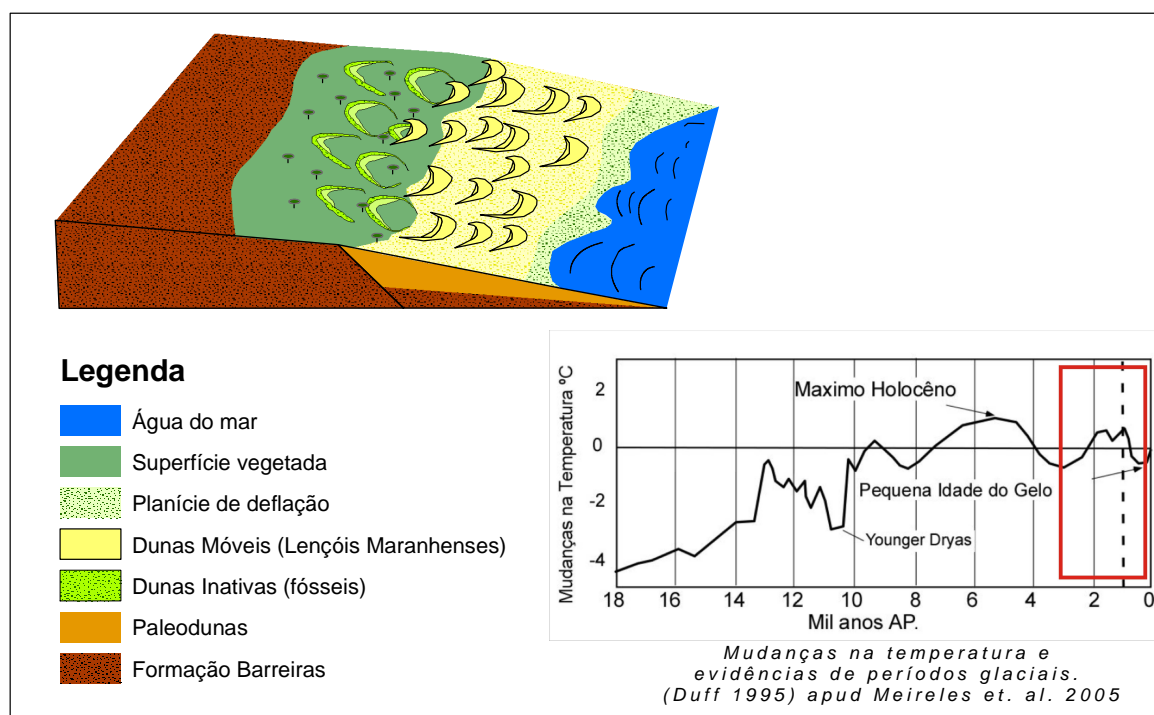 Legenda
Água do mar
Superfície vegetada
Planície de deflação
Dunas Móveis (Lençóis Maranhenses)
Dunas Inativas (fósseis)
Paleodunas
Formação Barreiras
Mudanças na Temperatura ºC
2
0
-2
-4
Maximo Holocêno
Pequena Idade do Gelo
Younger Dryas
18 16 14 12 10 8 6 4 2 0
Mil anos AP.
Mudanças na temperatura e
evidências de períodos glaciais.
(Duff 1995) apud Meireles et. al. 2005